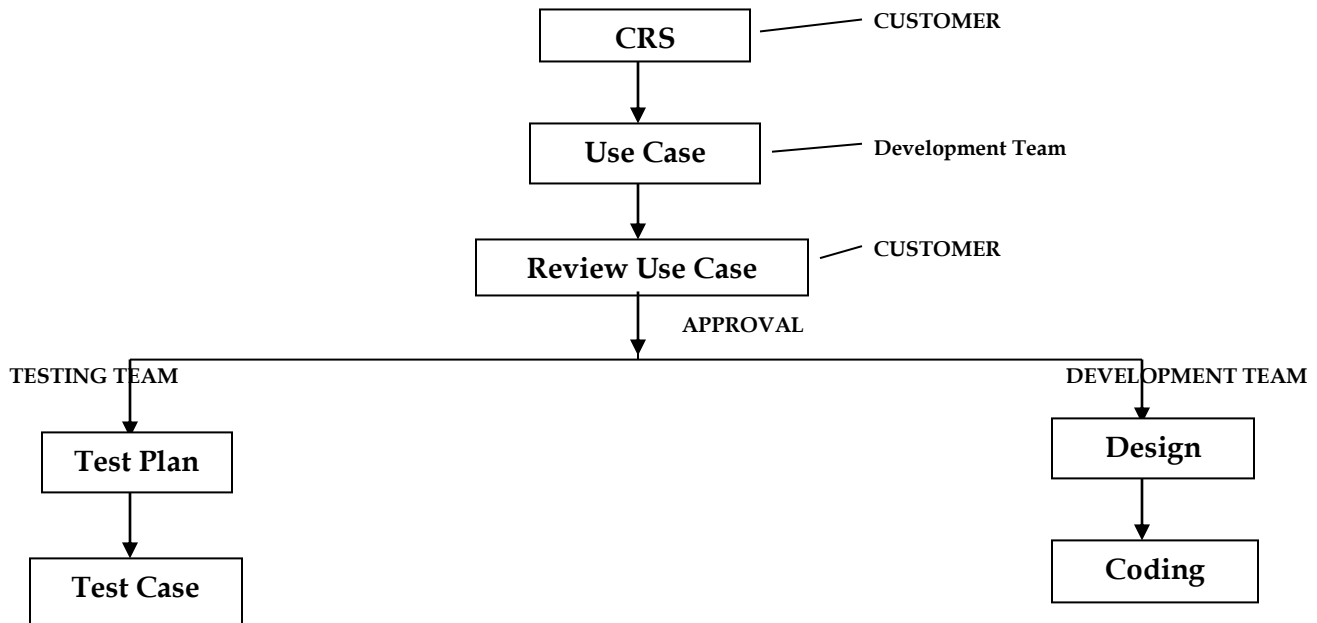 CRS
CUSTOMER
Use Case
Development Team
Review Use Case
CUSTOMER
APPROVAL
TESTING TEAM
DEVELOPMENT TEAM
Test Plan
Design
Test Case
Coding